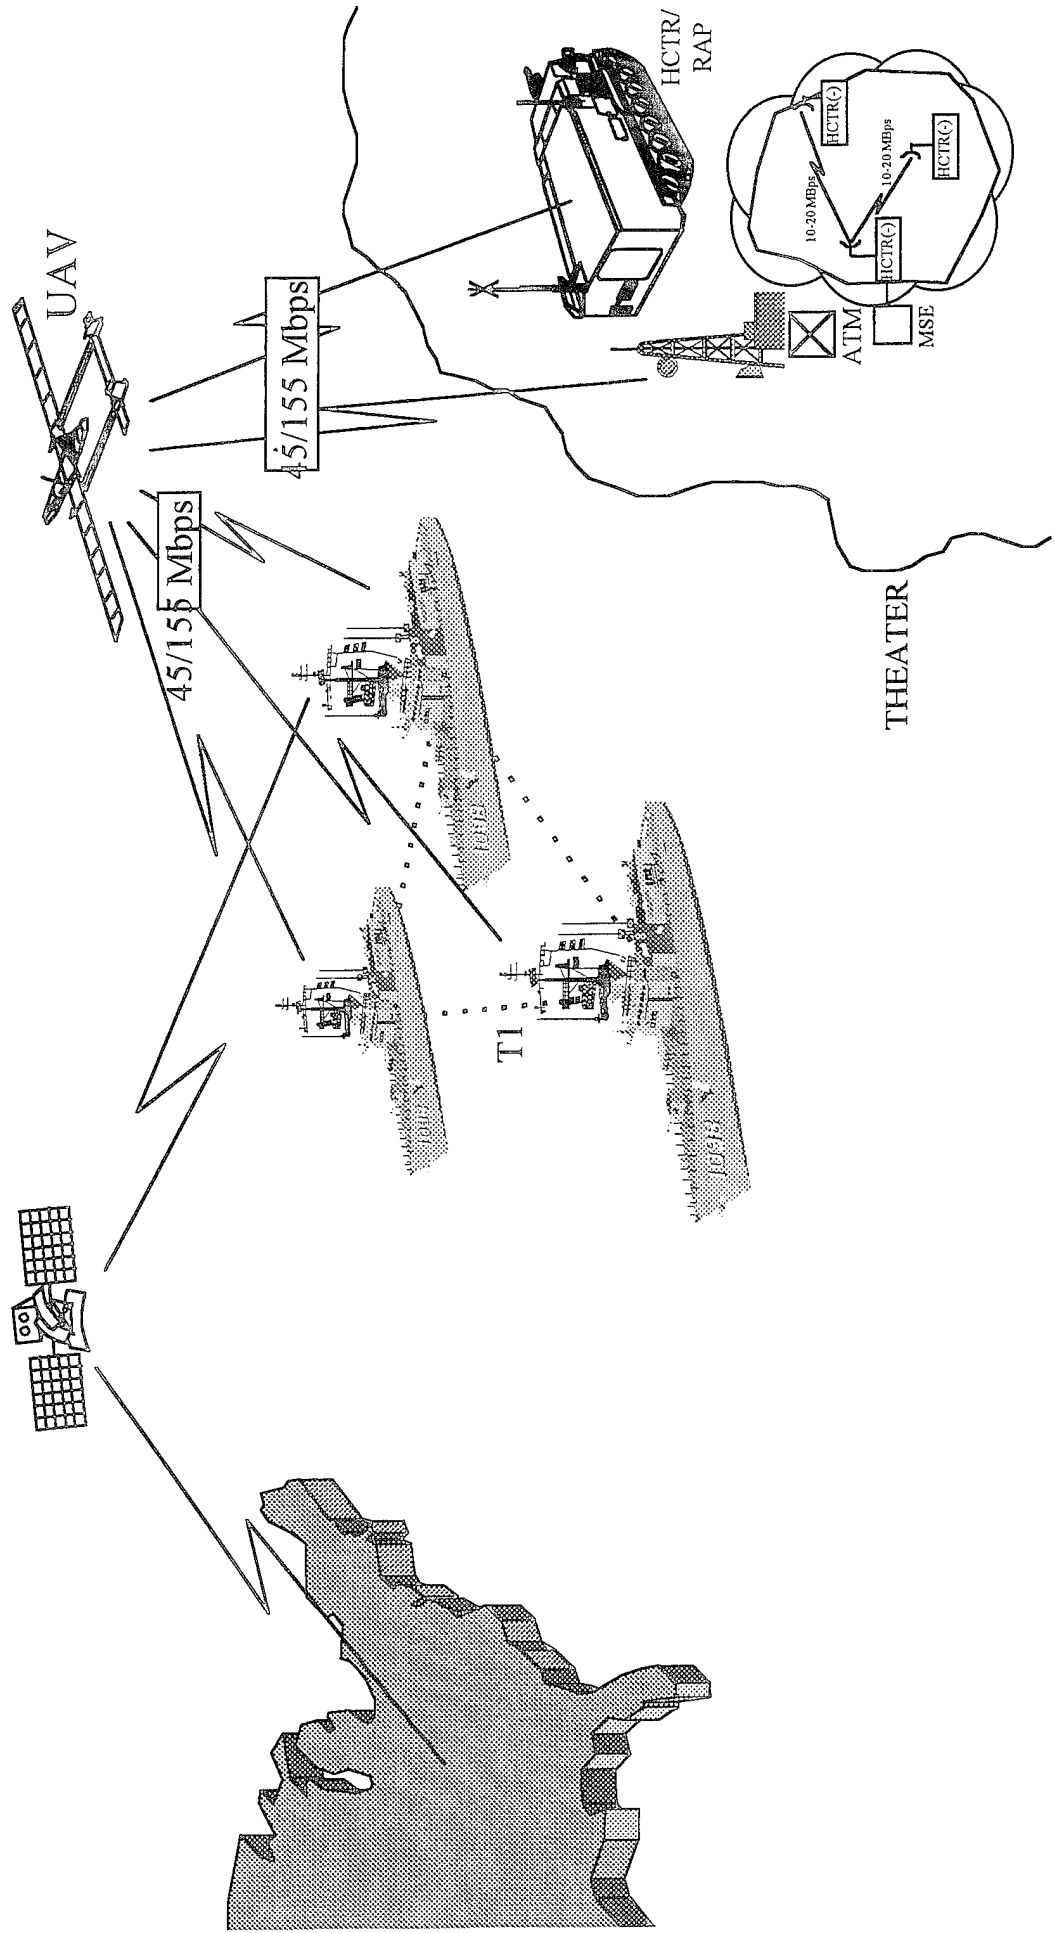 UAV
45/155 Mbps
45/155 Mbps
HCTR/
RAP
T1
THEATER
ATM
MSE
HCTR(-)
10-20 MBps
HCTR(-)
10-20 MBps
HCTR(-)